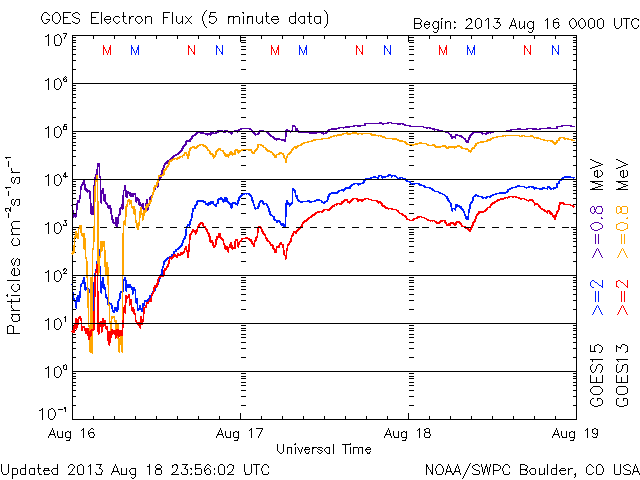 GOES Electron Flux (5 minute data)
Begin: 2013 Aug 16 0000 UTC
10⁷
M M N N M M N N M M N N
10⁶
10⁵
10⁴
10³
10²
10¹
10⁰
10⁻¹
Particles cm⁻²s⁻¹sr⁻¹
Aug 16 Aug 17 Aug 18 Aug 19
Universal Time
GOES15 >=2 >=0.8 MeV
GOES13 >=2 >=0.8 MeV
Updated 2013 Aug 18 23:56:02 UTC
NOAA/SWPC Boulder, CO USA